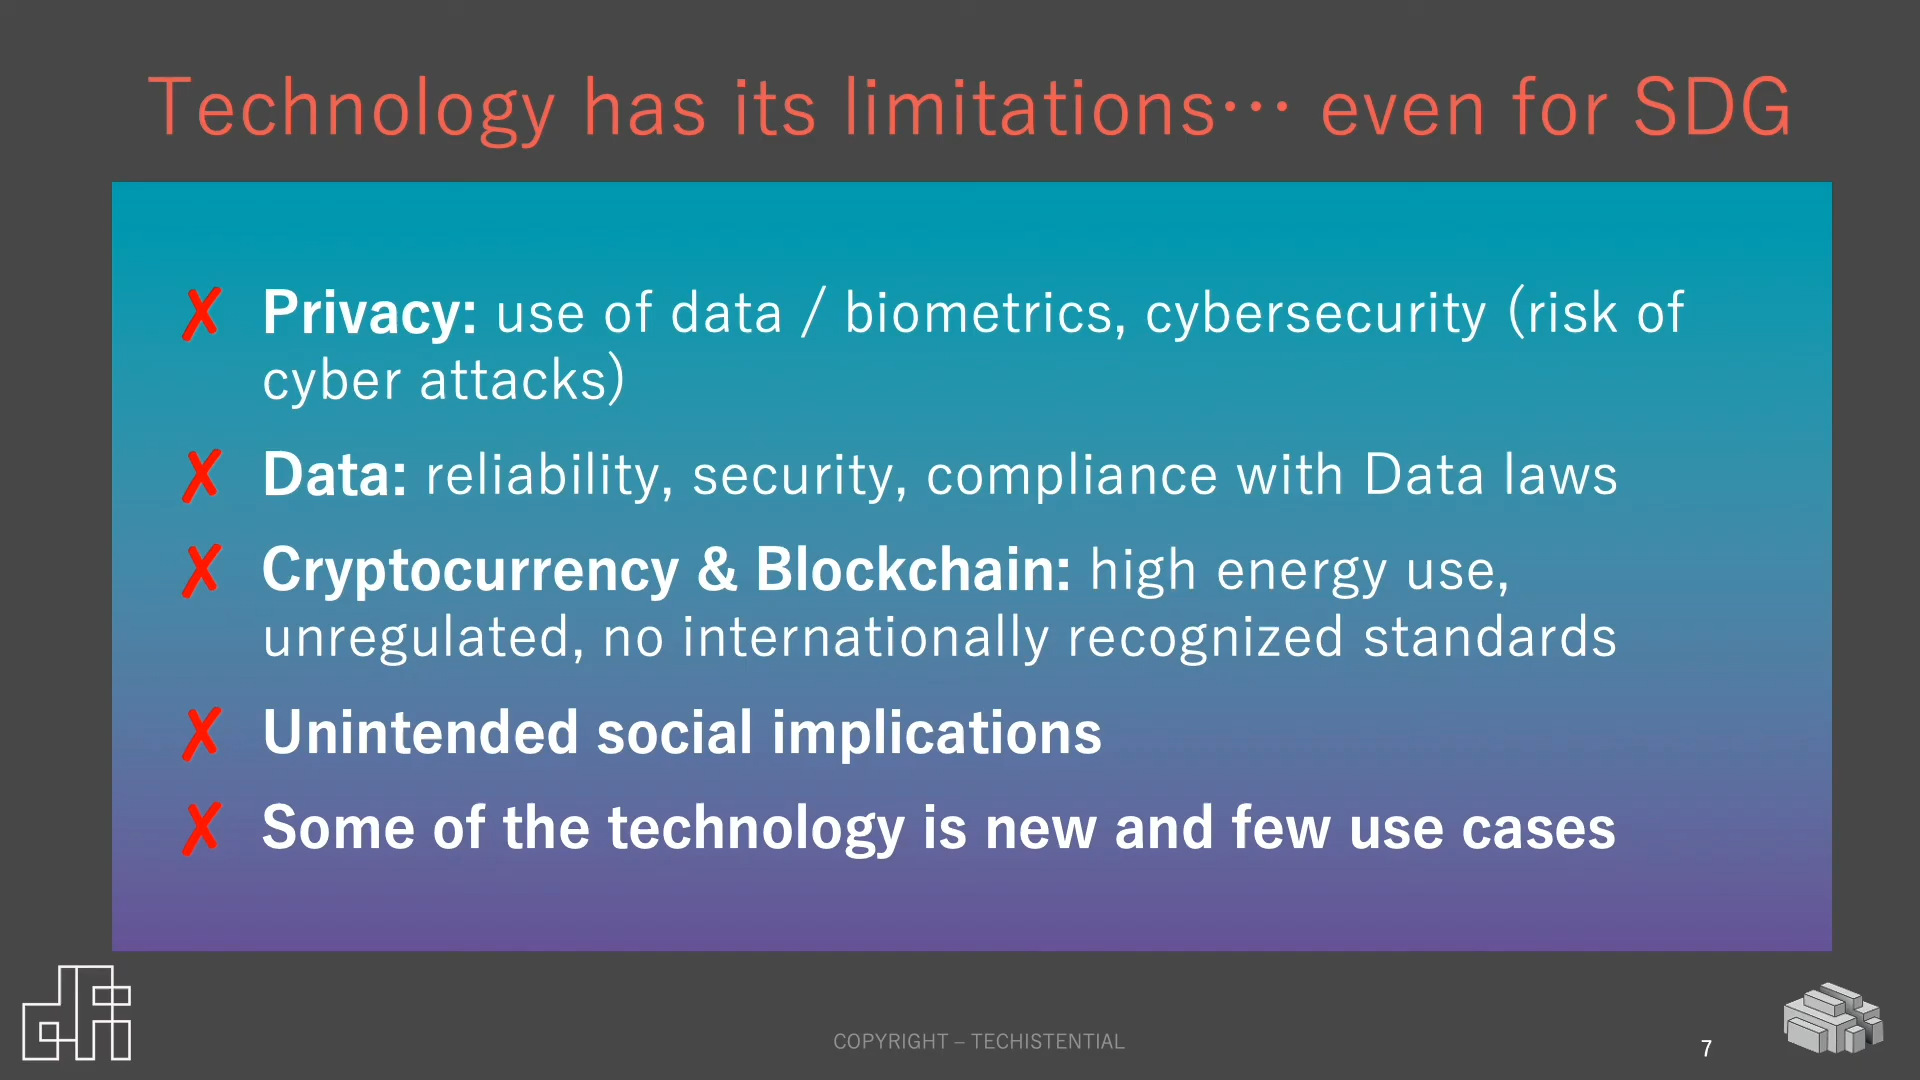 Technology has its limitations… even for SDG
✗ Privacy: use of data / biometrics, cybersecurity (risk of
cyber attacks)
✗ Data: reliability, security, compliance with Data laws
✗ Cryptocurrency & Blockchain: high energy use,
unregulated, no internationally recognized standards
✗ Unintended social implications
✗ Some of the technology is new and few use cases
COPYRIGHT – TECHISTENTIAL
7